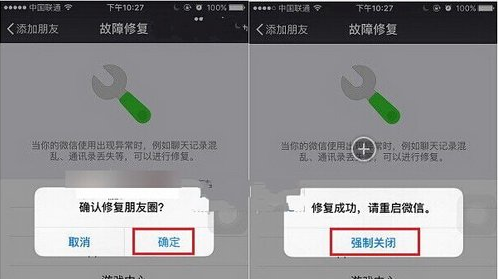 中国联通 下午10:27 100%
添加朋友 故障修复
当你的微信使用出现异常时，例如聊天记录混
乱、通讯录丢失等，可以进行修复。
确认修复朋友圈?
取消 确定
中国联通 下午10:27 100%
添加朋友 故障修复
当你的微信使用出现异常时，例如聊天记录混
乱、通讯录丢失等，可以进行修复。
修复成功，请重启微信。
强制关闭